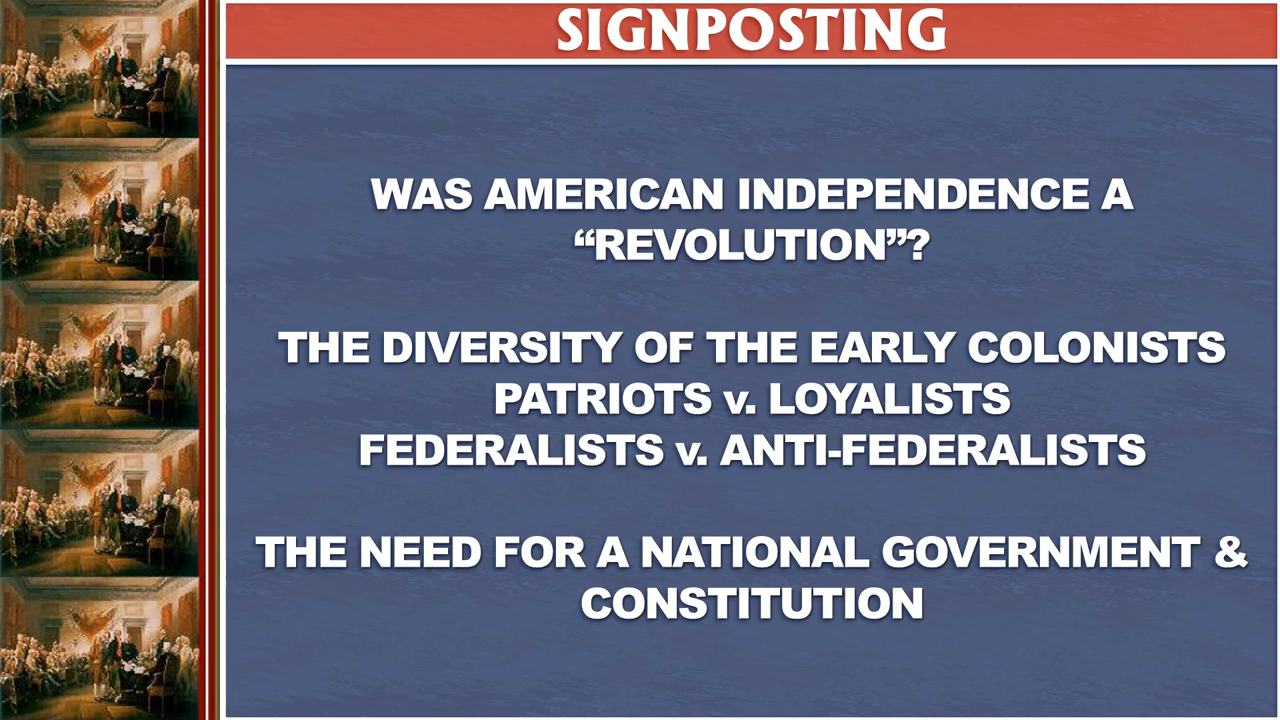 SIGNPOSTING
WAS AMERICAN INDEPENDENCE A
“REVOLUTION”?
THE DIVERSITY OF THE EARLY COLONISTS
PATRIOTS v. LOYALISTS
FEDERALISTS v. ANTI-FEDERALISTS
THE NEED FOR A NATIONAL GOVERNMENT &
CONSTITUTION